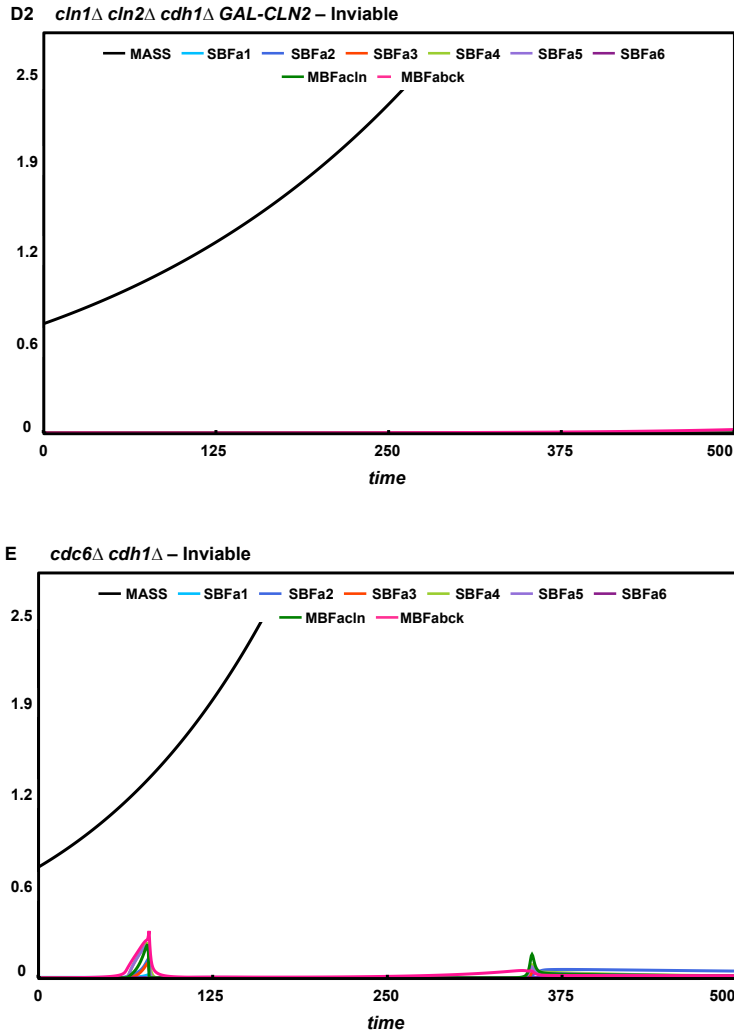 D2 cln1Δ cln2Δ cdh1Δ GAL-CLN2 – Inviable
MASS SBFa1 SBFa2 SBFa3 SBFa4 SBFa5 SBFa6
MBFacln MBFabck
2.5
1.9
1.2
0.6
0
0 125 250 375 500
time
E cdc6Δ cdh1Δ – Inviable
MASS SBFa1 SBFa2 SBFa3 SBFa4 SBFa5 SBFa6
MBFacln MBFabck
2.5
1.9
1.2
0.6
0
0 125 250 375 500
time